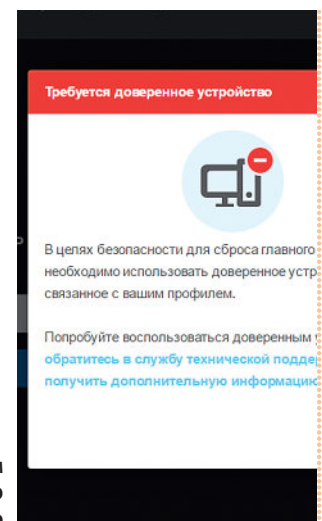 Требуется доверенное устройство
В целях безопасности для сброса главного
необходимо использовать доверенное устр
связанное с вашим профилем.
Попробуйте воспользоваться доверенным
обратитесь в службу технической подде
получить дополнительную информацию